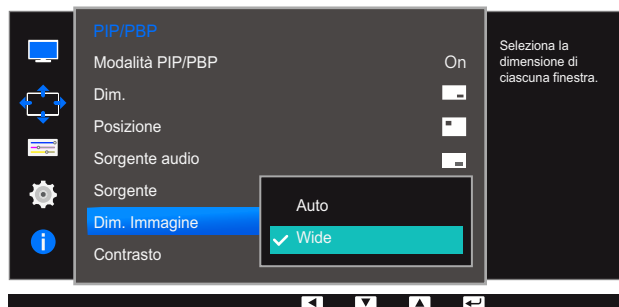 PIP/PBP
Modalità PIP/PBP On
Dim.
Posizione
Sorgente audio
Sorgente
Dim. Immagine
Contrasto
Auto
Wide
Seleziona la
dimensione di
ciascuna finestra.